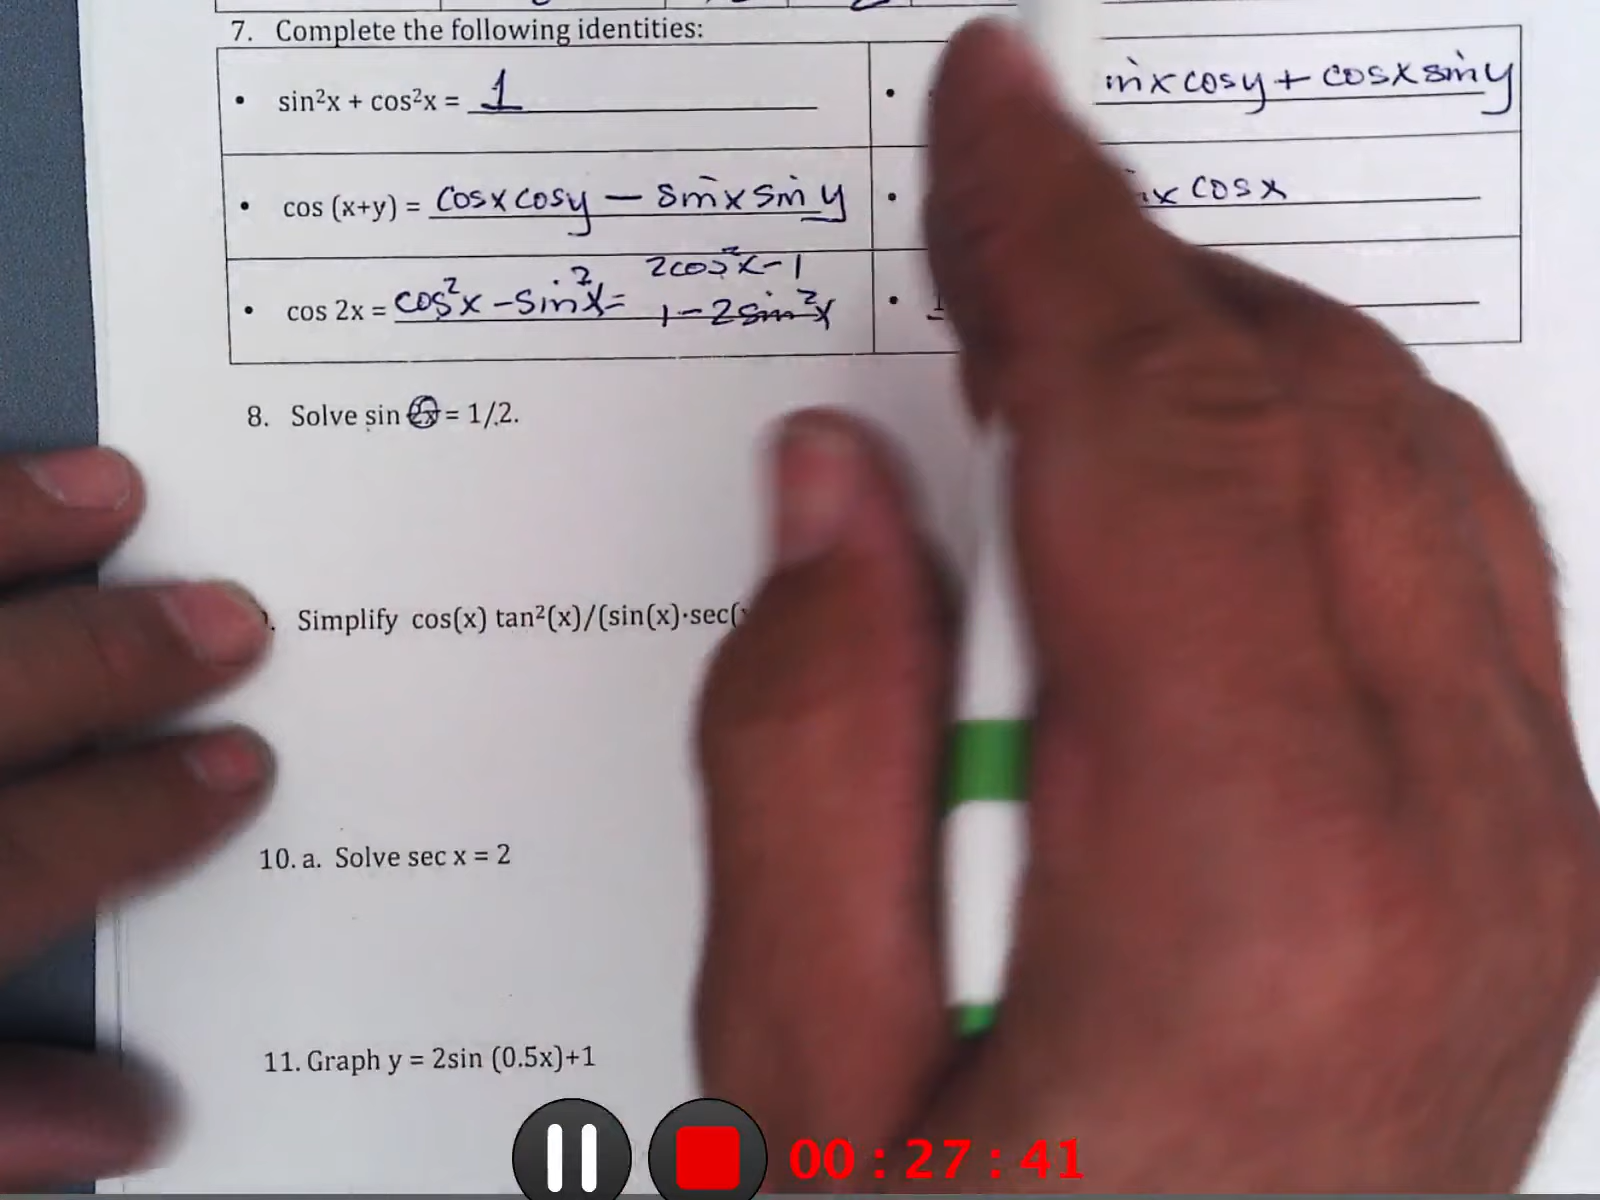 7. Complete the following identities:
• sin²x + cos²x = 1
• cosy + cosx siny
• cos (x+y) = cosx cosy − sinx siny
• cosx
2cos²x−1
• cos 2x = cos²x − sin²x = 1−2sin²x
•
8. Solve sin 2x = 1/2.
Simplify cos(x) tan²(x)/(sin(x)·sec(
10. a. Solve sec x = 2
11. Graph y = 2sin (0.5x)+1
00 : 27 : 41